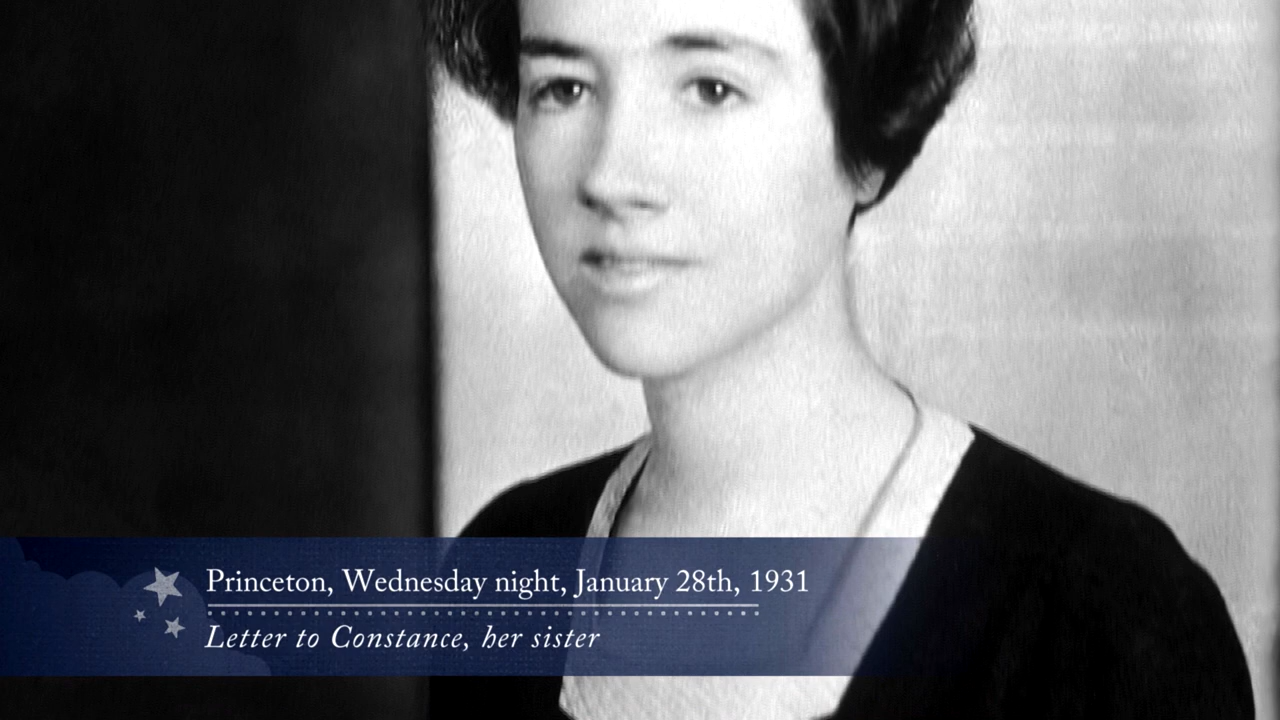 Princeton, Wednesday night, January 28th, 1931
Letter to Constance, her sister